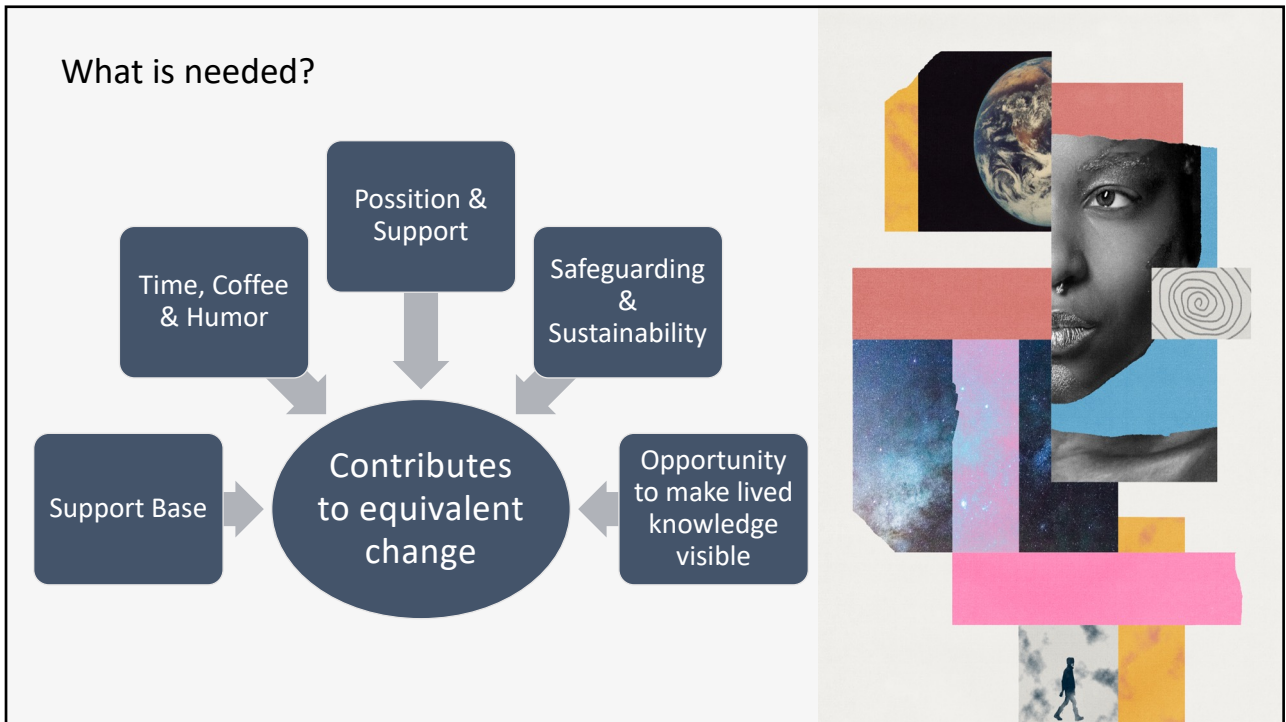 What is needed?
Possition &
Support
Time, Coffee
& Humor
Safeguarding
&
Sustainability
Support Base
Contributes
to equivalent
change
Opportunity
to make lived
knowledge
visible